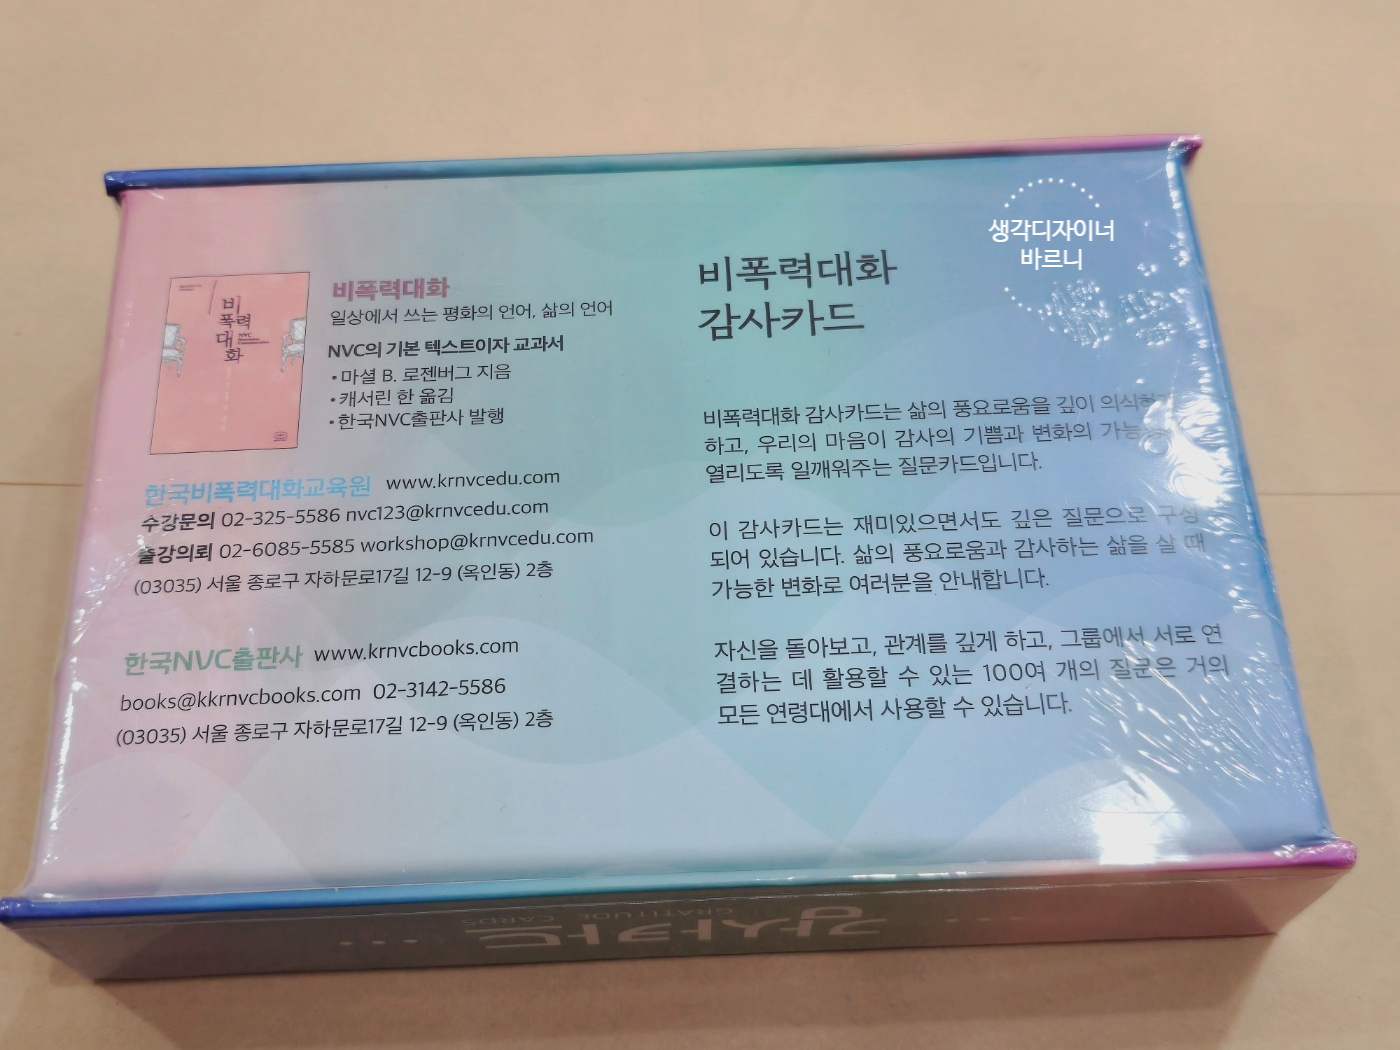 비폭력대화
일상에서 쓰는 평화의 언어, 삶의 언어
NVC의 기본 텍스트이자 교과서
•마셜 B. 로젠버그 지음
•캐서린 한 옮김
•한국NVC출판사 발행
비
폭력
대
화
한국비폭력대화교육원 www.krnvcedu.com
수강문의 02-325-5586 nvc123@krnvcedu.com
출강의뢰 02-6085-5585 workshop@krnvcedu.com
(03035) 서울 종로구 자하문로17길 12-9 (옥인동) 2층
한국NVC출판사 www.krnvcbooks.com
books@kkrnvcbooks.com 02-3142-5586
(03035) 서울 종로구 자하문로17길 12-9 (옥인동) 2층
생각디자이너
바르니
비폭력대화
감사카드
비폭력대화 감사카드는 삶의 풍요로움을 깊이
하고, 우리의 마음이 감사의 기쁨과 변화의
열리도록 일깨워주는 질문카드입니다.
이 감사카드는 재미있으면서도 깊은 질문으로 구성
되어 있습니다. 삶의 풍요로움과 감사하는 삶을 살 때
가능한 변화로 여러분을 안내합니다.
자신을 돌아보고, 관계를 깊게 하고, 그룹에서 서로 연
결하는 데 활용할 수 있는 100여 개의 질문은 거의
모든 연령대에서 사용할 수 있습니다.
감사카드
GRATITUDE CARDS